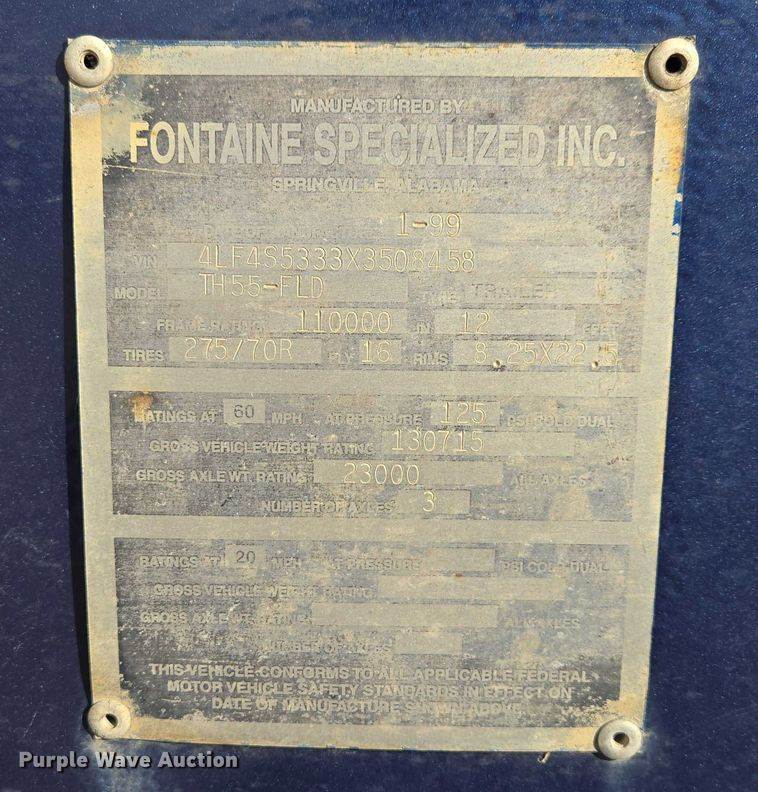 MANUFACTURED BY
FONTAINE SPECIALIZED INC.
SPRINGVILLE, ALABAMA
1-99
VIN 4LF4S5333X3508458
MODEL TH55-FLD TYPE TRAILER
FRAME RATING 110000 IN 12 FEET
TIRES 275/70R PLY 16 RIMS 8.25X22.5
RATINGS AT 60 MPH AT PRESSURE 125 PSI COLD DUAL
GROSS VEHICLE WEIGHT RATING 130715
GROSS AXLE WT. RATING 23000 ALL AXLES
NUMBER OF AXLES 3
RATINGS AT 20 MPH AT PRESSURE PSI COLD DUAL
GROSS VEHICLE WEIGHT RATING
GROSS AXLE WT. RATING ALL AXLES
NUMBER OF AXLES
THIS VEHICLE CONFORMS TO ALL APPLICABLE FEDERAL
MOTOR VEHICLE SAFETY STANDARDS IN EFFECT ON
DATE OF MANUFACTURE SHOWN ABOVE.
Purple Wave Auction